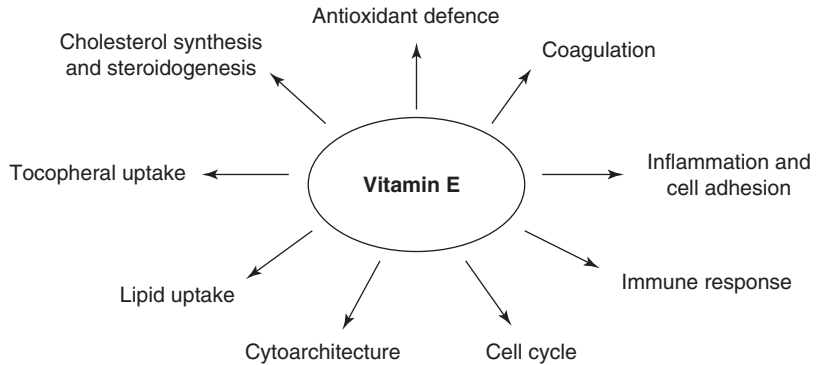 Antioxidant defence
Cholesterol synthesis
and steroidogenesis
Coagulation
Tocopheral uptake
Vitamin E
Inflammation and
cell adhesion
Immune response
Lipid uptake
Cytoarchitecture
Cell cycle